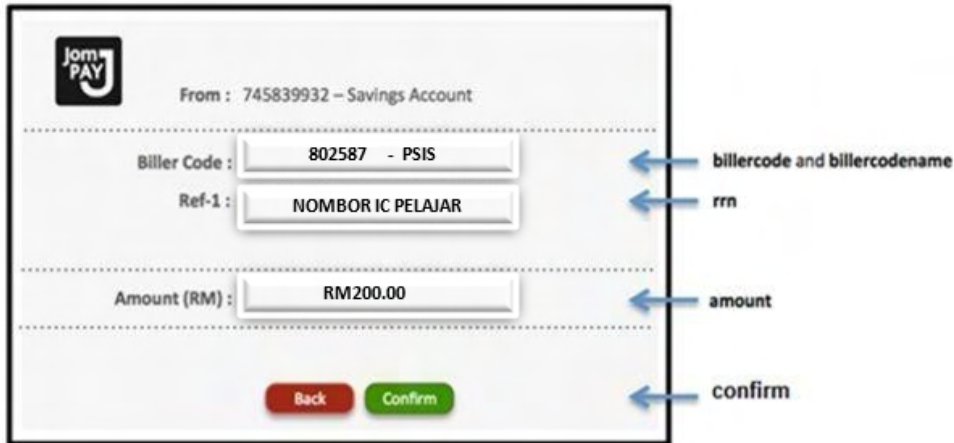 Jom
PAY
J
From : 745839932 – Savings Account
Biller Code : 802587 - PSIS
billercode and billercodename
Ref-1 : NOMBOR IC PELAJAR
rrn
Amount (RM) : RM200.00
amount
Back Confirm
confirm